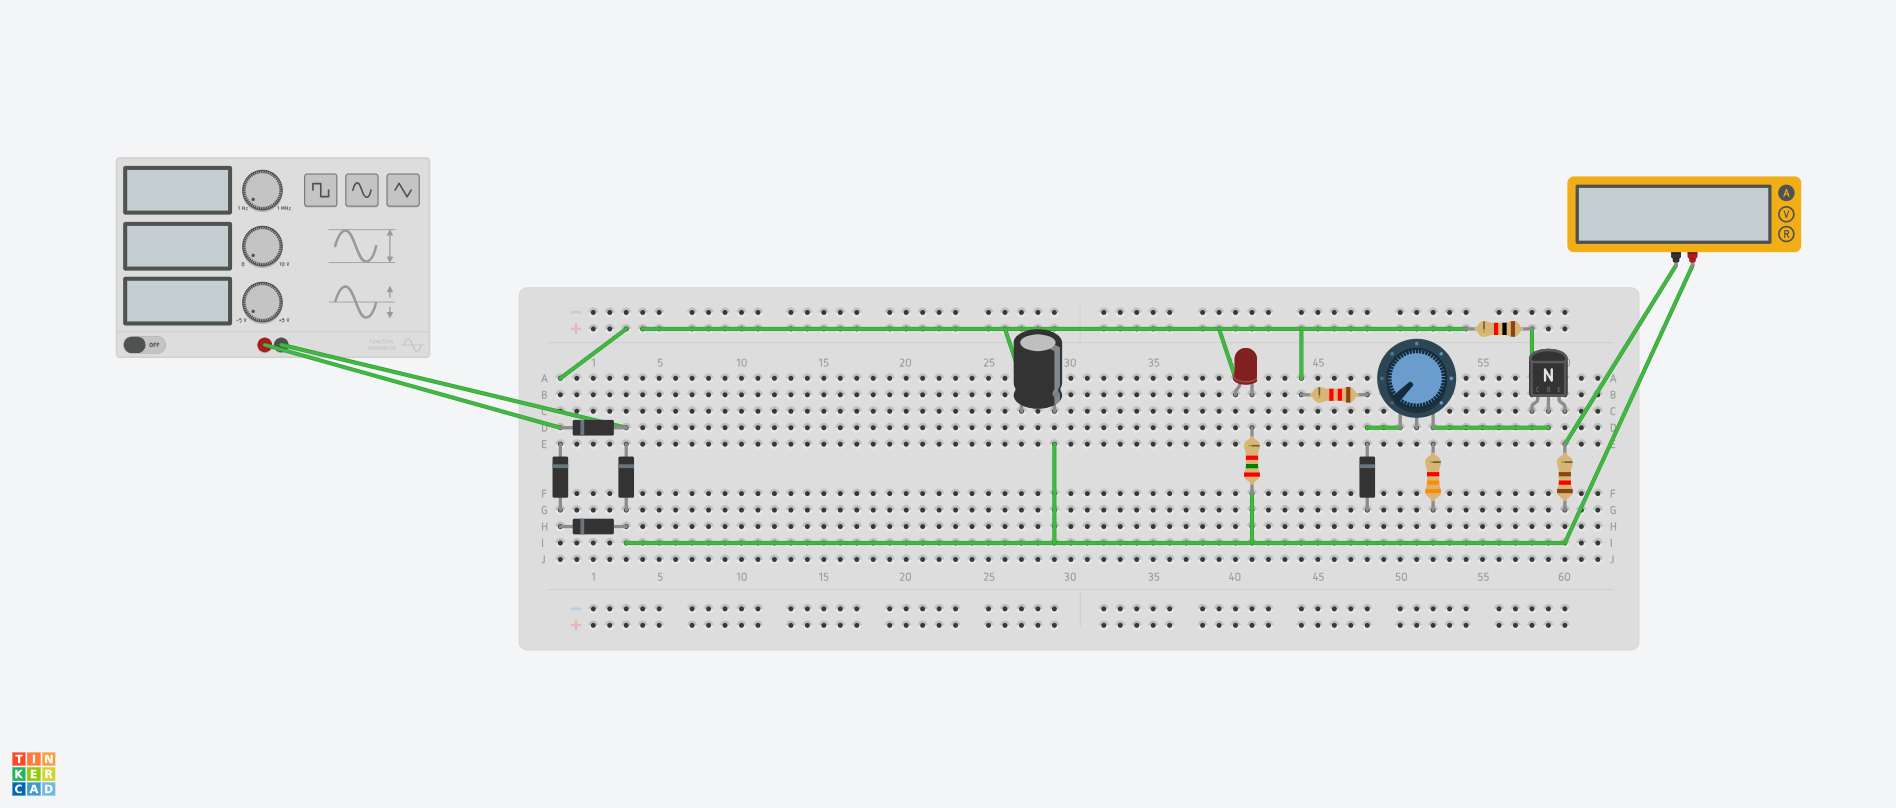 1 Hz 1 MHz
0 10 V
-5 V +5 V
OFF
FUNCTION
GENERATOR
A
V
R
− −
+ +
1 5 10 15 20 25 30 35 40 45 55
A A
B B
C C
D D
E E
N
C B E
F F
G G
H H
I I
J J
1 5 10 15 20 25 30 35 40 45 50 55 60
−
+
TIN
KER
CAD